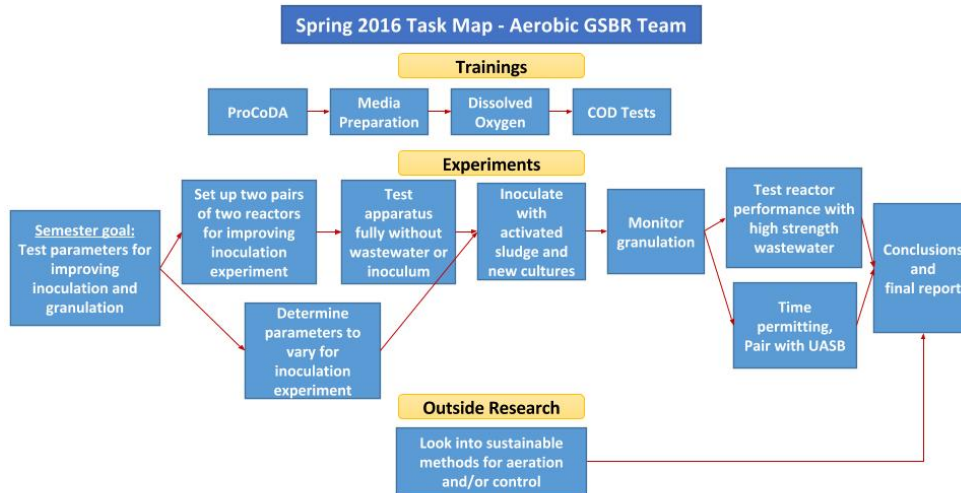 Spring 2016 Task Map - Aerobic GSBR Team
Trainings
ProCoDA
Media
Preparation
Dissolved
Oxygen
COD Tests
Experiments
Semester goal:
Test parameters for
improving
inoculation and
granulation
Set up two pairs
of two reactors
for improving
inoculation
experiment
Test
apparatus
fully without
wastewater or
inoculum
Determine
parameters to
vary for
inoculation
experiment
Inoculate
with
activated
sludge and
new cultures
Monitor
granulation
Test reactor
performance with
high strength
wastewater
Time
permitting,
Pair with UASB
Conclusions
and
final report
Outside Research
Look into sustainable
methods for aeration
and/or control